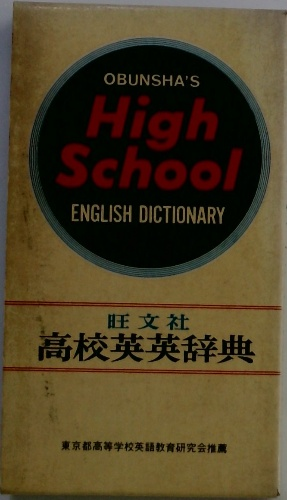 OBUNSHA'S
High
School
ENGLISH DICTIONARY
旺文社
高校英英辞典
東京都高等学校英語教育研究会推薦